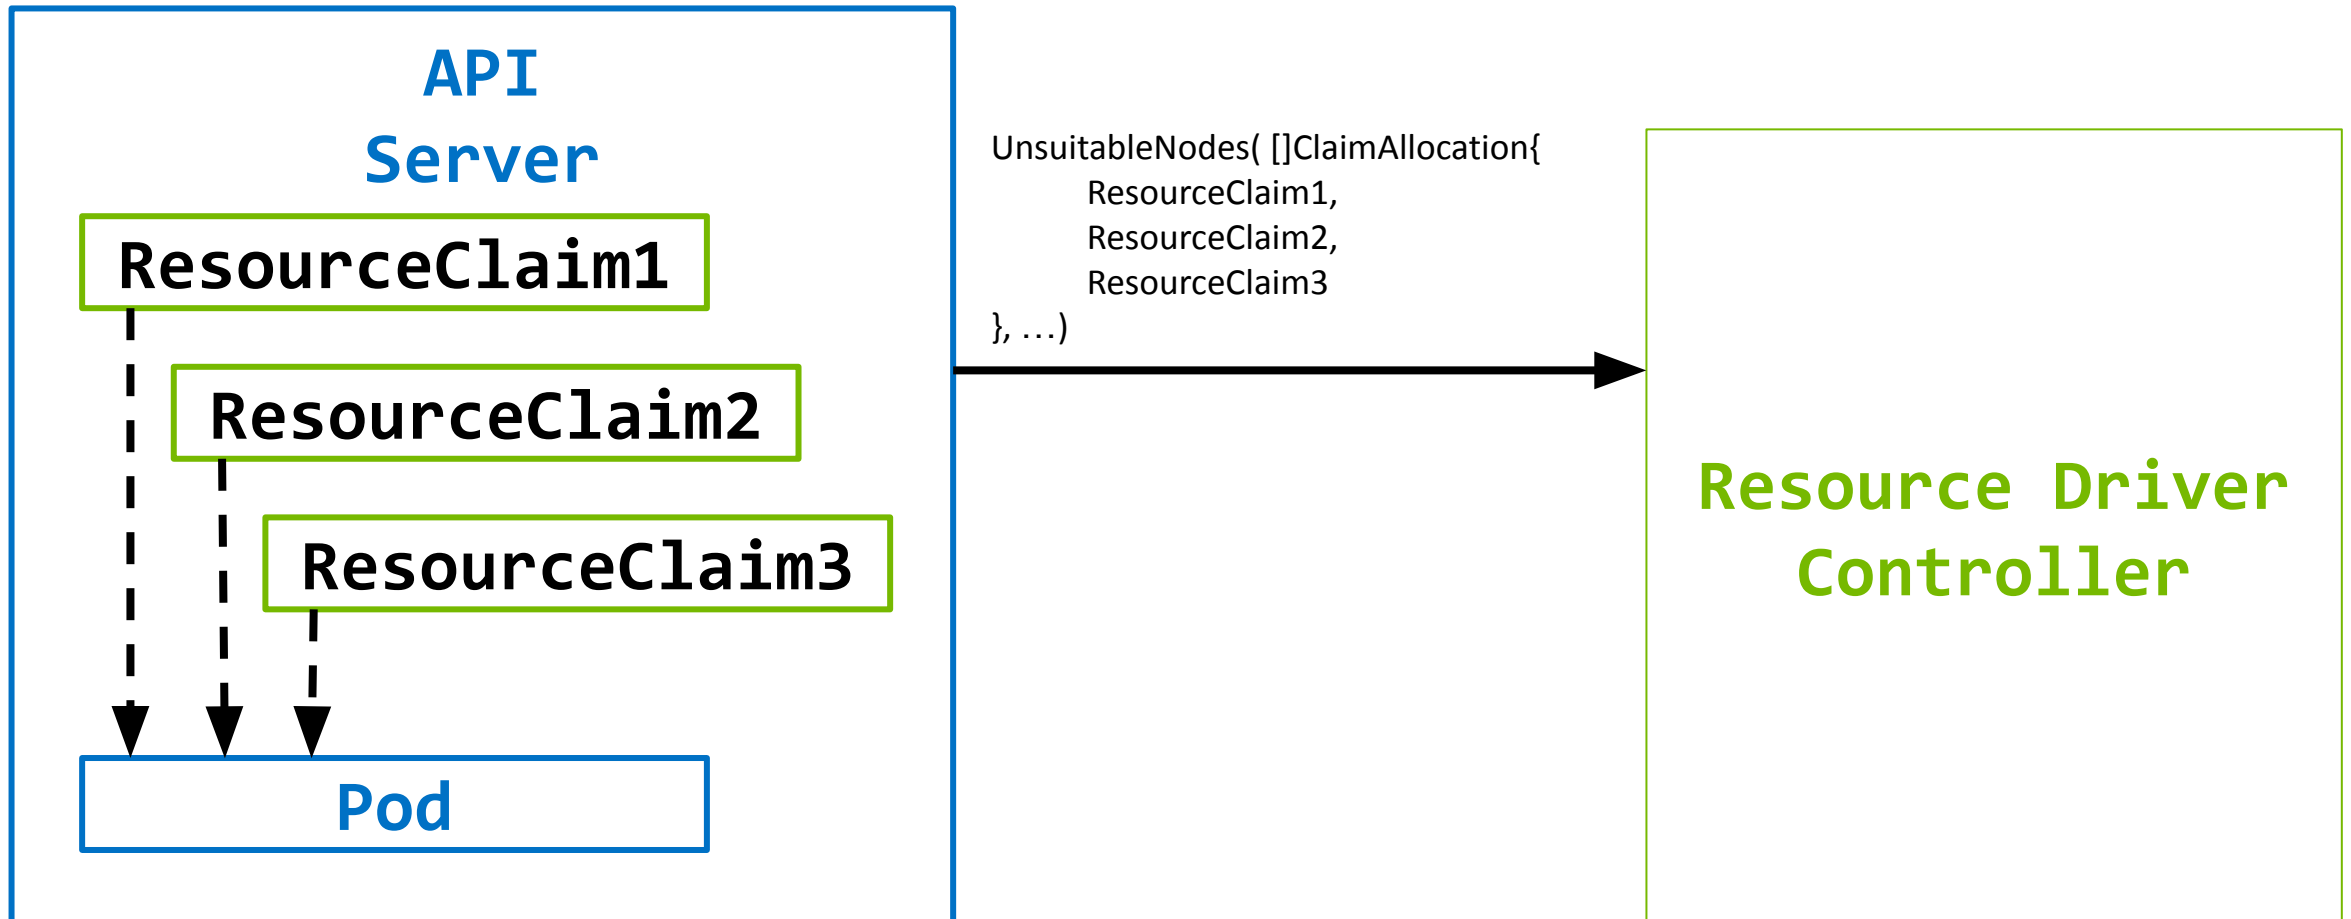 API
Server
ResourceClaim1
ResourceClaim2
ResourceClaim3
Pod
UnsuitableNodes( []ClaimAllocation{
ResourceClaim1,
ResourceClaim2,
ResourceClaim3
}, …)
Resource Driver
Controller